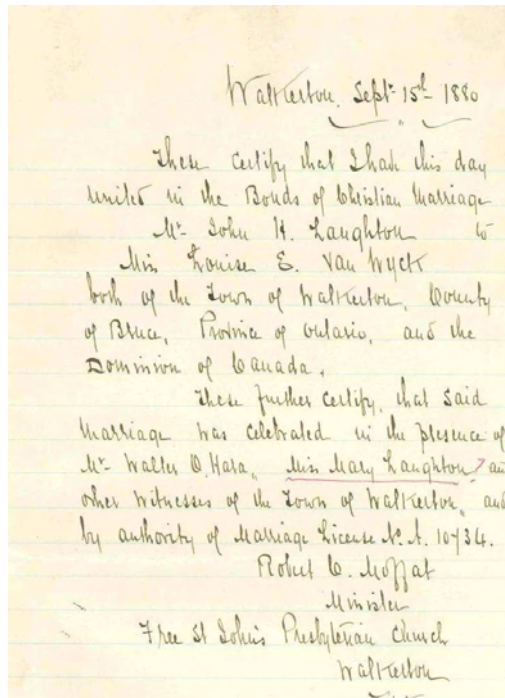 Walkerton, Sept. 15th 1880
These certify that I have this day
united in the Bonds of Christian Marriage
Mr. John H. Laughton to
Miss Louise E. Van Wyck
both of the Town of Walkerton, County
of Bruce, Province of Ontario, and the
Dominion of Canada.
These further certify, that said
Marriage was celebrated in the presence of
Mr. Walter O.Hara, Miss Mary Laughton, and
other witnesses of the Town of Walkerton, and
by authority of Marriage License No. A. 10734.
Robert C. Moffat
Minister
Free St John's Presbyterian Church
Walkerton